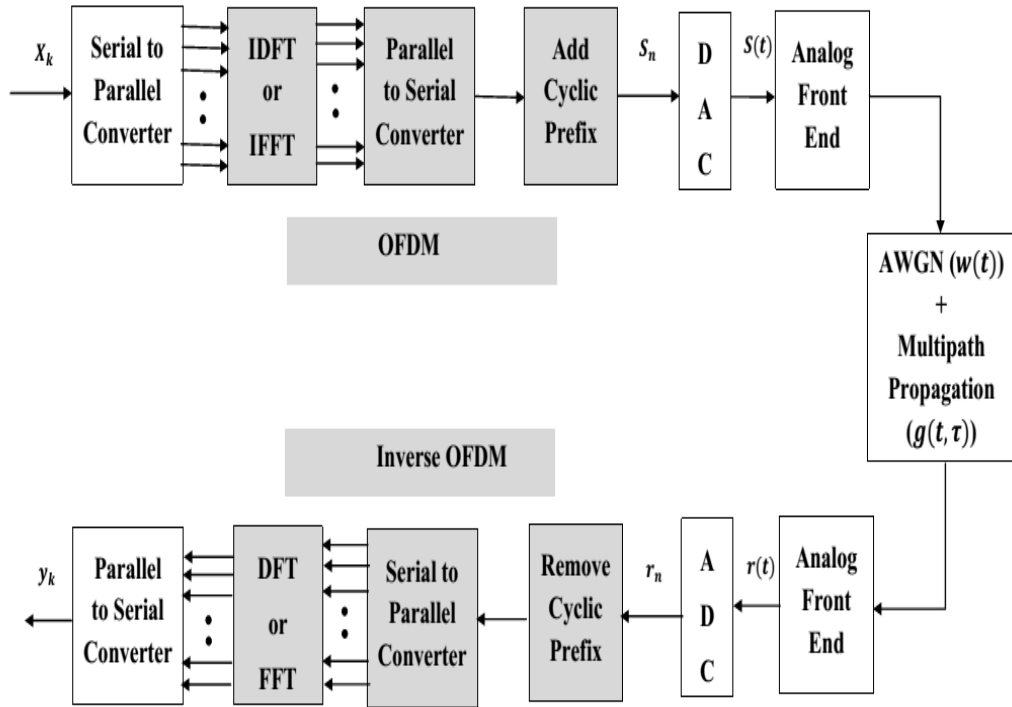 X_k
Serial to
Parallel
Converter
IDFT
or
IFFT
Parallel
to Serial
Converter
Add
Cyclic
Prefix
S_n
D
A
C
S(t)
Analog
Front
End
OFDM
AWGN (w(t))
+
Multipath
Propagation
(g(t, τ))
Inverse OFDM
y_k
Parallel
to Serial
Converter
DFT
or
FFT
Serial to
Parallel
Converter
Remove
Cyclic
Prefix
r_n
A
D
C
r(t)
Analog
Front
End